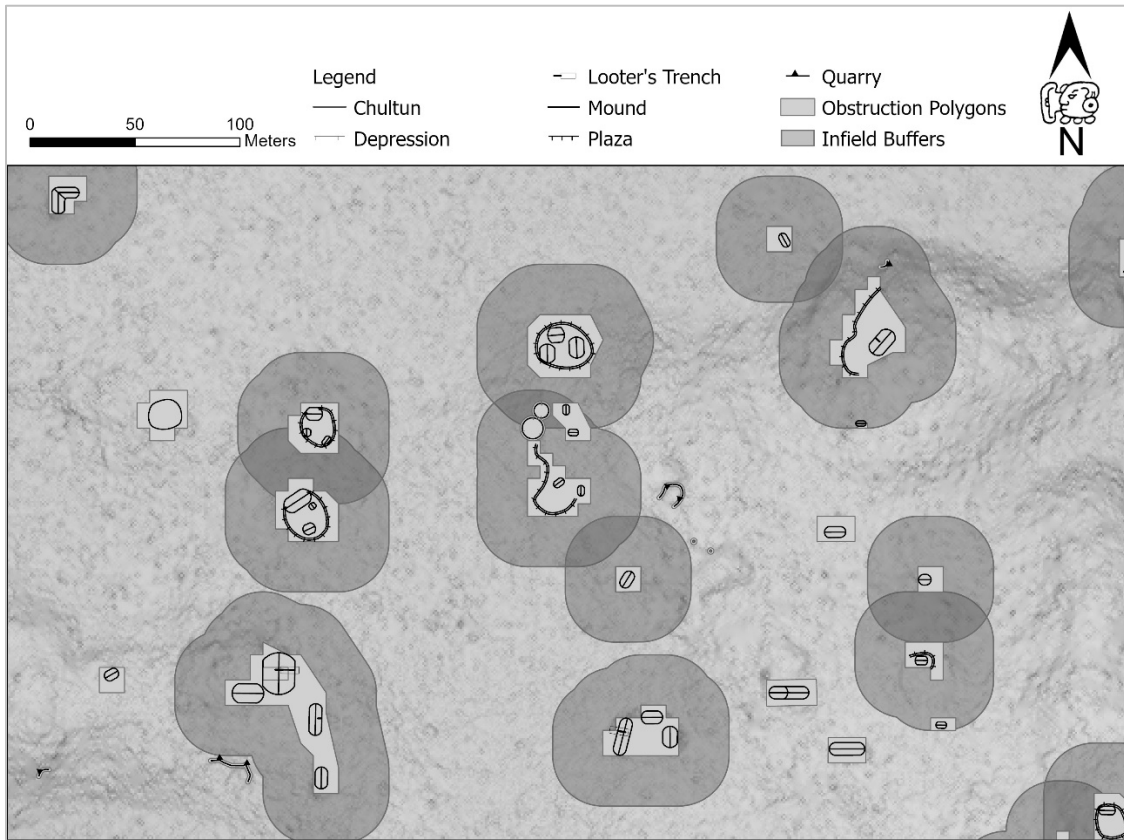 Legend
Chultun
Depression
Looter's Trench
Mound
Plaza
Quarry
Obstruction Polygons
Infield Buffers
0 50 100
Meters
N